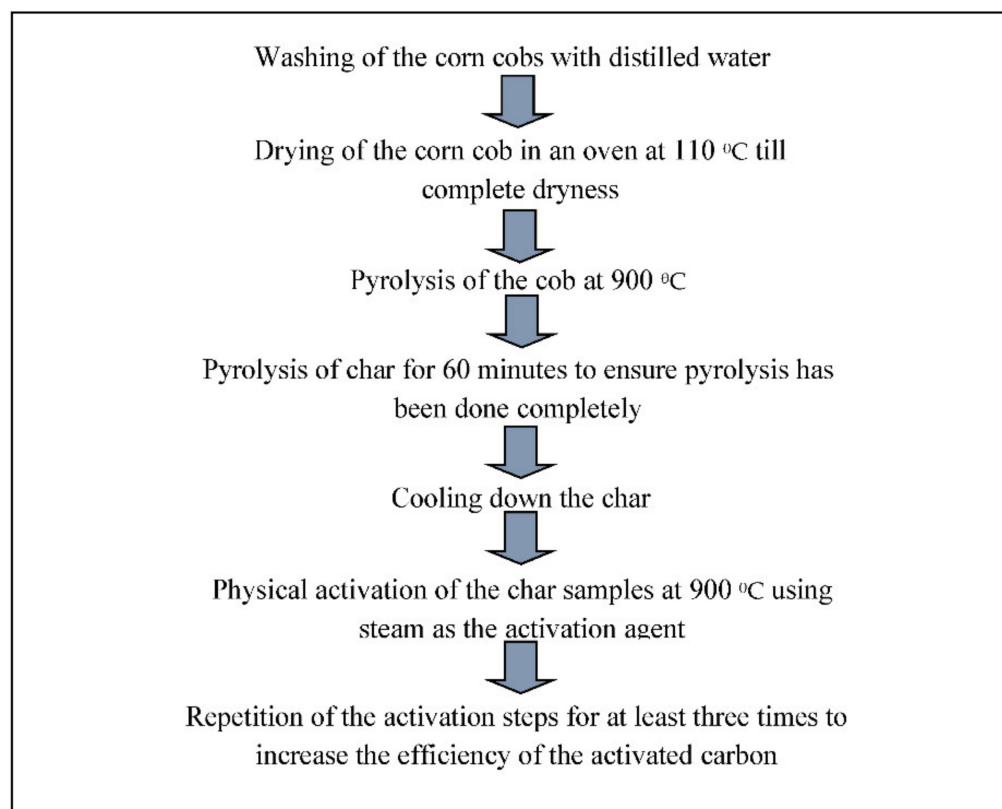 Washing of the corn cobs with distilled water
Drying of the corn cob in an oven at 110 ⁰C till
complete dryness
Pyrolysis of the cob at 900 ⁰C
Pyrolysis of char for 60 minutes to ensure pyrolysis has
been done completely
Cooling down the char
Physical activation of the char samples at 900 ⁰C using
steam as the activation agent
Repetition of the activation steps for at least three times to
increase the efficiency of the activated carbon